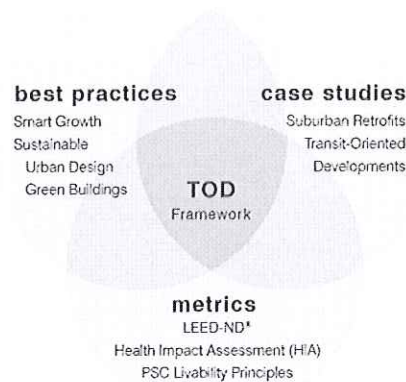 best practices
Smart Growth
Sustainable
Urban Design
Green Buildings
case studies
Suburban Retrofits
Transit-Oriented
Developments
TOD
Framework
metrics
LEED-ND*
Health Impact Assessment (HIA)
PSC Livability Principles